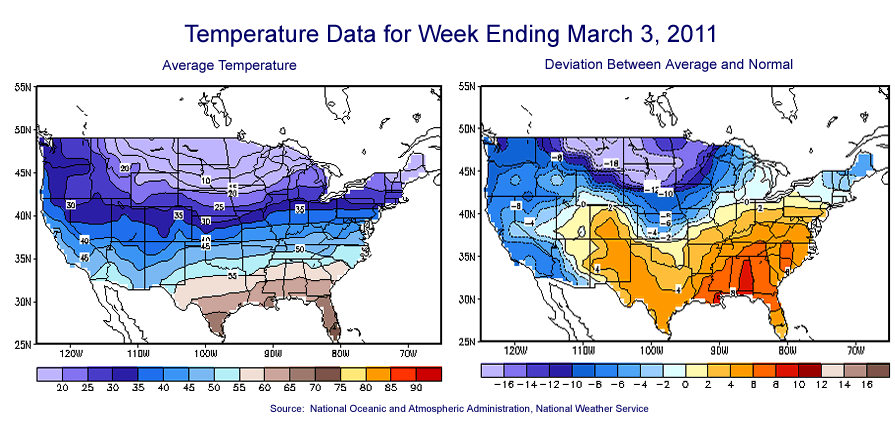 Temperature Data for Week Ending March 3, 2011
Average Temperature
Deviation Between Average and Normal
55N
50N
45N
40N
35N
30N
25N
20
10
20
25
30
30
35
35
40
45
40
45
50
55
120W 110W 100W 90W 80W 70W
20 25 30 35 40 45 50 55 60 65 70 75 80 85 90
55N
50N
45N
40N
35N
30N
25N
-8
-16
-12
-10
-8
-6
-4
-2
-8
-4
0
2
0
2
4
4
8
120W 110W 100W 90W 80W 70W
-16 -14 -12 -10 -8 -6 -4 -2 0 2 4 6 8 10 12 14 16
Source: National Oceanic and Atmospheric Administration, National Weather Service